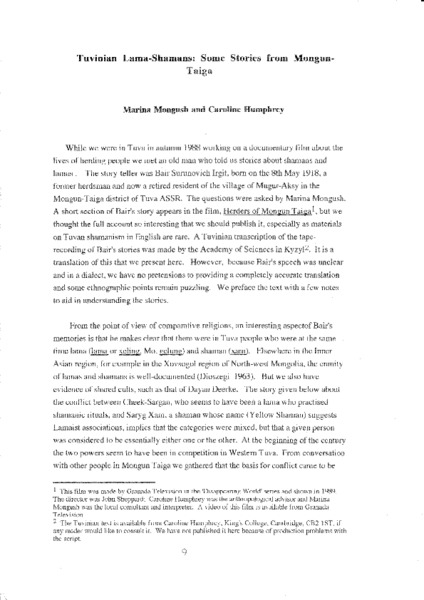 Tuvinian Lama-Shamans: Some Stories from Mongun-
Taiga
Marina Mongush and Caroline Humphrey
While we were in Tuva in autumn 1988 working on a documentary film about the
lives of herding people we met an old man who told us stories about shamans and
lamas. The story teller was Bair Suranovich Irgit, born on the 8th May 1918, a
former herdsman and now a retired resident of the village of Mugur-Aksy in the
Mongun-Taiga district of Tuva ASSR. The questions were asked by Marina Mongush.
A short section of Bair's story appears in the film, Herders of Mongun Taiga1, but we
thought the full account so interesting that we should publish it, especially as materials
on Tuvan shamanism in English are rare. A Tuvinian transcription of the tape-
recording of Bair's stories was made by the Academy of Sciences in Kyzyl2. It is a
translation of this that we present here. However, because Bair's speech was unclear
and in a dialect, we have no pretensions to providing a completely accurate translation
and some ethnographic points remain puzzling. We preface the text with a few notes
to aid in understanding the stories.
From the point of view of comparative religions, an interesting aspect of Bair's
memories is that he makes clear that there were in Tuva people who were at the same
time lama (lama or xuling, Mo. gelung) and shaman (xam). Elsewhere in the Inner
Asian region, for example in the Xuvsogol region of North-west Mongolia, the enmity
of lamas and shamans is well-documented (Dioszegi 1963). But we also have
evidence of shared cults, such as that of Dayan Deerke. The story given below about
the conflict between Cheek-Sargan, who seems to have been a lama who practised
shamanic rituals, and Saryg Xam, a shaman whose name (Yellow Shaman) suggests
Lamaist associations, implies that the categories were mixed, but that a given person
was considered to be essentially either one or the other. At the beginning of the century
the two powers seem to have been in competition in Western Tuva. From conversation
with other people in Mongun Taiga we gathered that the basis for conflict came to be
1 This film was made by Granada Television in the 'Disappearing World' series and shown in 1989.
The director was John Sheppard; Caroline Humphrey was the anthropological advisor and Marina
Mongush was the local consultant and interpreter. A video of this film is available from Granada
Television.
2 The Tuvinian text is available from Caroline Humphrey, King's College, Cambridge, CB2 1ST, if
any reader would like to consult it. We have not published it here because of production problems with
the script.
9